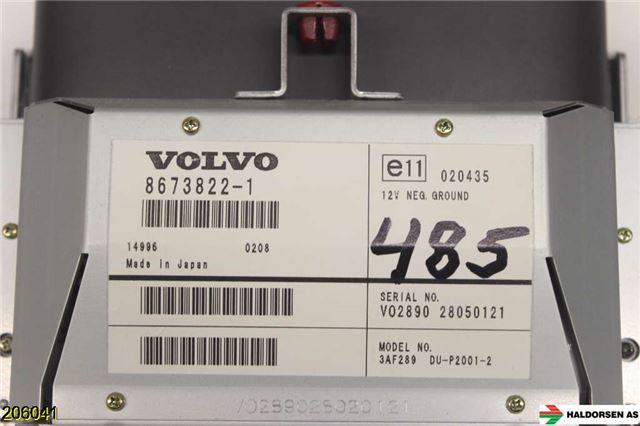 VOLVO
8673822-1
14996 0208
Made in Japan
e11 020435
12V NEG. GROUND
485
SERIAL NO.
VO2890 28050121
MODEL NO.
3AF289 DU-P2001-2
206041
HALDORSEN AS